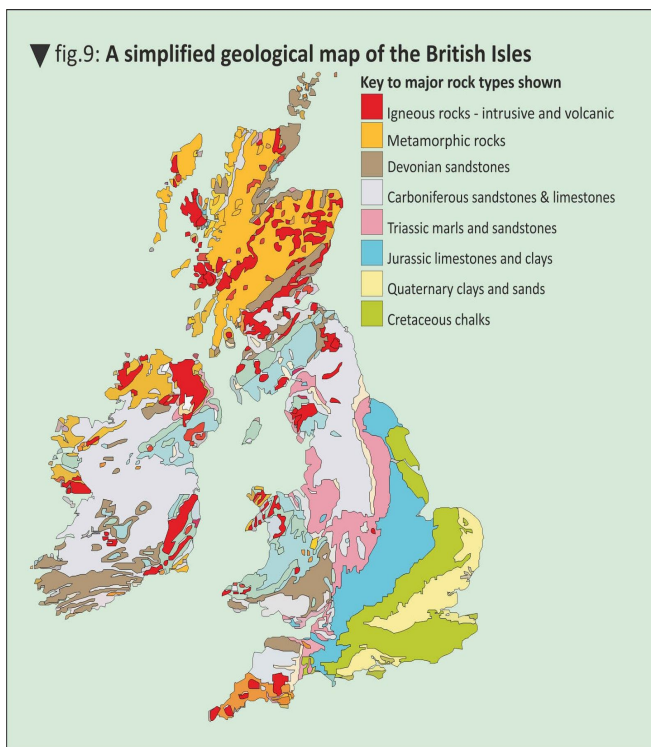 fig.9: A simplified geological map of the British Isles
Key to major rock types shown
Igneous rocks - intrusive and volcanic
Metamorphic rocks
Devonian sandstones
Carboniferous sandstones & limestones
Triassic marls and sandstones
Jurassic limestones and clays
Quaternary clays and sands
Cretaceous chalks